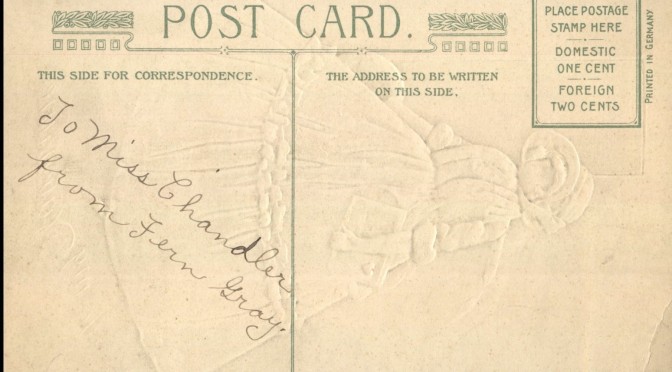 POST CARD.
THIS SIDE FOR CORRESPONDENCE.
THE ADDRESS TO BE WRITTEN
ON THIS SIDE.
PLACE POSTAGE
STAMP HERE
DOMESTIC
ONE CENT
FOREIGN
TWO CENTS
PRINTED IN GERMANY
To Miss Chandler
from Fern Gray.